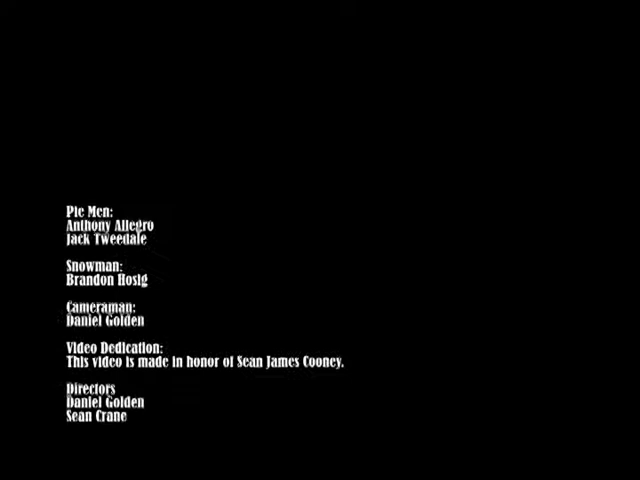 Pie Men:
Anthony Allegro
Jack Tweedale
Snowman:
Brandon Hosig
Cameraman:
Daniel Golden
Video Dedication:
This video is made in honor of Sean James Cooney.
Directors
Daniel Golden
Sean Crane